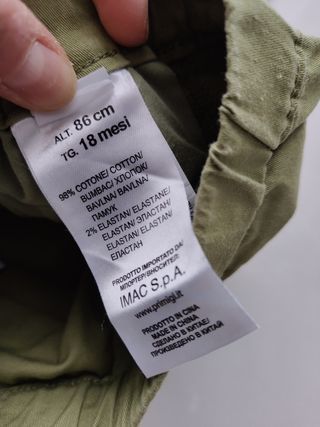 ALT. 86 cm
TG. 18 mesi
98% COTONE/ COTTON/
BUMBAC/ ХЛОПОК/
BAVLNA/ BAVLNA/
ПАМУК
2% ELASTAN/ ELASTANE/
ELASTAN/ ЭЛАСТАН/
ELASTAN/ ELASTAN/
ЕЛАСТАН
PRODOTTO IMPORTATO DA/
ИМПОРТЕР/ВНОСИТЕЛ:
IMAC S.p.A.
www.primigi.it
PRODOTTO IN CINA
MADE IN CHINA
СДЕЛАНО В КИТАЕ
ПРОИЗВЕДЕНО В КИТАЙ